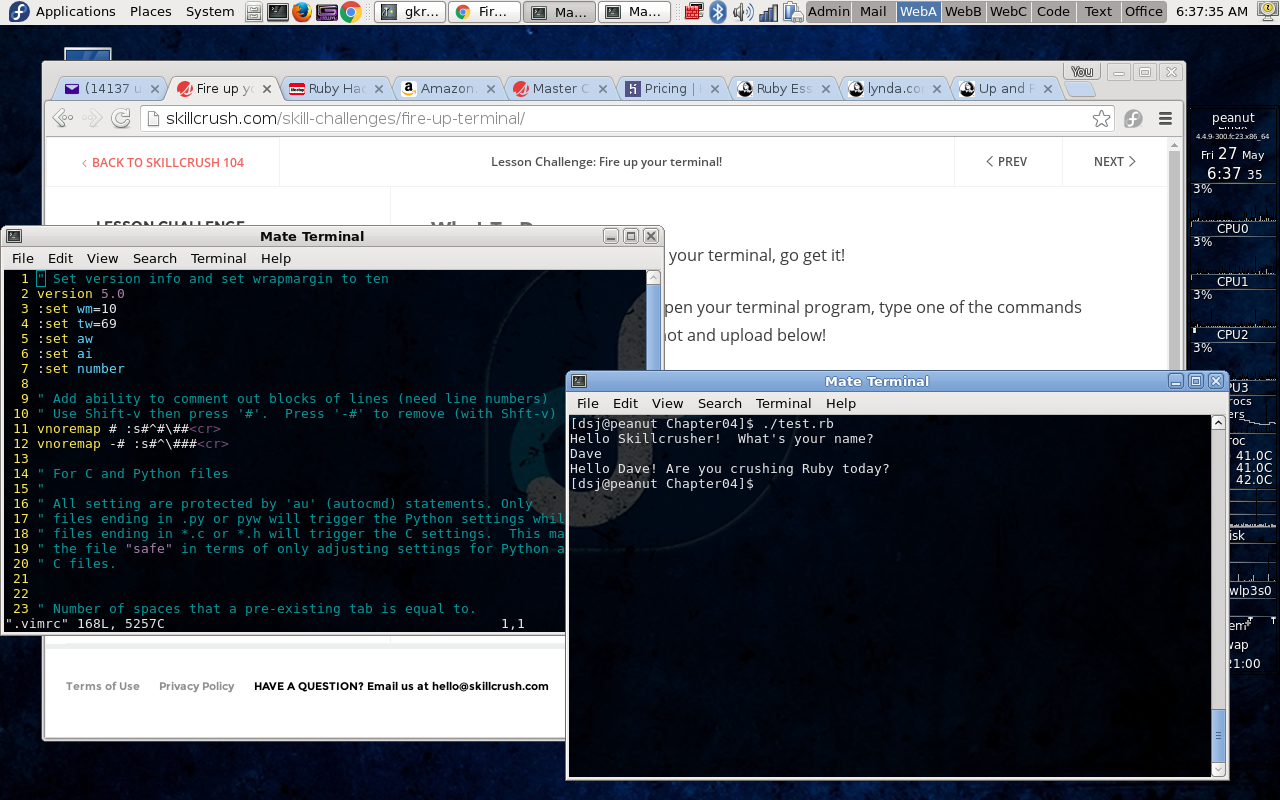 Applications Places System gkr... Fir... Ma... Ma... Admin Mail WebA WebB WebC Code Text Office 6:37:35 AM
You
(14137 u Fire up y Ruby Hac Amazon. Master C Pricing | Ruby Ess lynda.co Up and F
skillcrush.com/skill-challenges/fire-up-terminal/
BACK TO SKILLCRUSH 104 Lesson Challenge: Fire up your terminal! PREV NEXT
LESSON CHALLENGE
your terminal, go get it!
pen your terminal program, type one of the commands
not and upload below!
Mate Terminal
File Edit View Search Terminal Help
1 " Set version info and set wrapmargin to ten
2 version 5.0
3 :set wm=10
4 :set tw=69
5 :set aw
6 :set ai
7 :set number
8
9 " Add ability to comment out blocks of lines (need line numbers)
10 " Use Shift-v then press '#'.  Press '-#' to remove (with Shft-v)
11 vnoremap # :s#^#\##<cr>
12 vnoremap -# :s#^\###<cr>
13
14 " For C and Python files
15 "
16 " All setting are protected by 'au' (autocmd) statements. Only
17 " files ending in .py or pyw will trigger the Python settings whil
18 " files ending in *.c or *.h will trigger the C settings.  This ma
19 " the file "safe" in terms of only adjusting settings for Python a
20 " C files.
21
22
23 " Number of spaces that a pre-existing tab is equal to.
".vimrc" 168L, 5257C 1,1
Mate Terminal
File Edit View Search Terminal Help
[dsj@peanut Chapter04]$ ./test.rb
Hello Skillcrusher!  What's your name?
Dave
Hello Dave! Are you crushing Ruby today?
[dsj@peanut Chapter04]$
Terms of Use Privacy Policy HAVE A QUESTION? Email us at hello@skillcrush.com
peanut
Linux
4.4.9-300.fc23.x86_64
Fri 27 May
6:37 35
3%
CPU0
3%
CPU1
3%
CPU2
3%
PU3
rocs
ers
roc
41.0C
41.0C
42.0C
isk
wlp3s0
em
vap
21:00